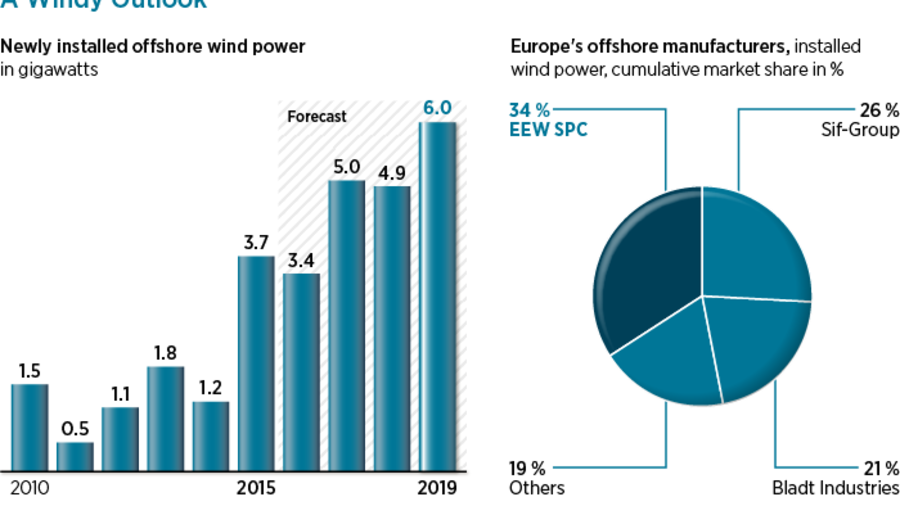 A Windy Outlook
Newly installed offshore wind power
in gigawatts
Forecast
1.5
0.5
1.1
1.8
1.2
3.7
3.4
5.0
4.9
6.0
2010
2015
2019
Europe's offshore manufacturers, installed
wind power, cumulative market share in %
34 %
EEW SPC
26 %
Sif-Group
19 %
Others
21 %
Bladt Industries